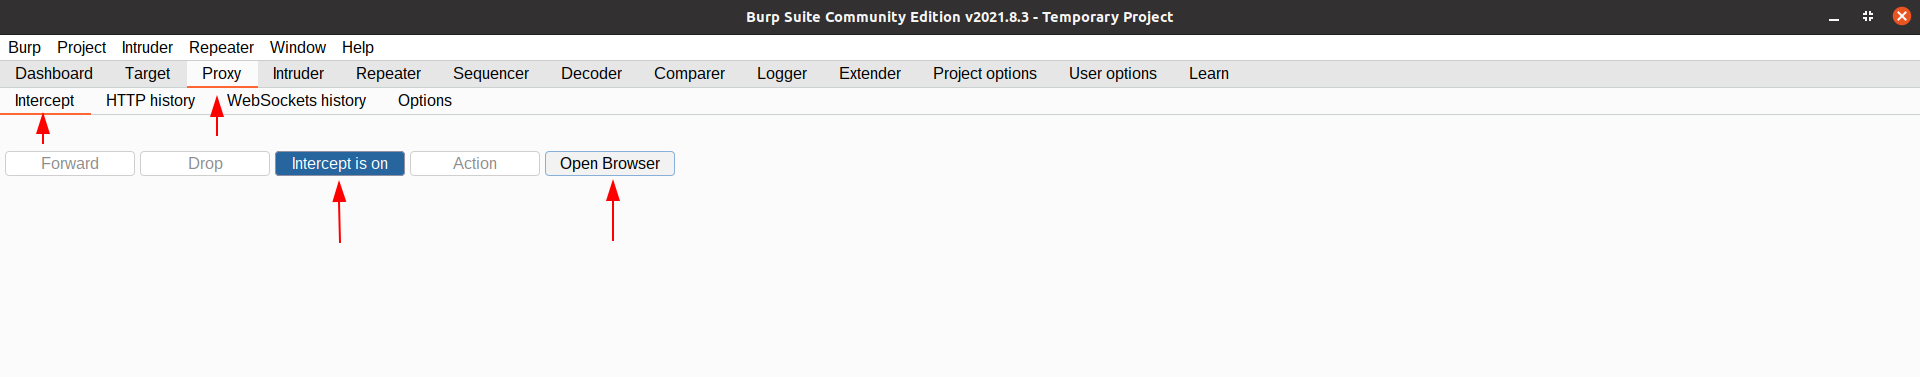 Burp Suite Community Edition v2021.8.3 - Temporary Project
Burp Project Intruder Repeater Window Help
Dashboard Target Proxy Intruder Repeater Sequencer Decoder Comparer Logger Extender Project options User options Learn
Intercept HTTP history WebSockets history Options
Forward Drop Intercept is on Action Open Browser